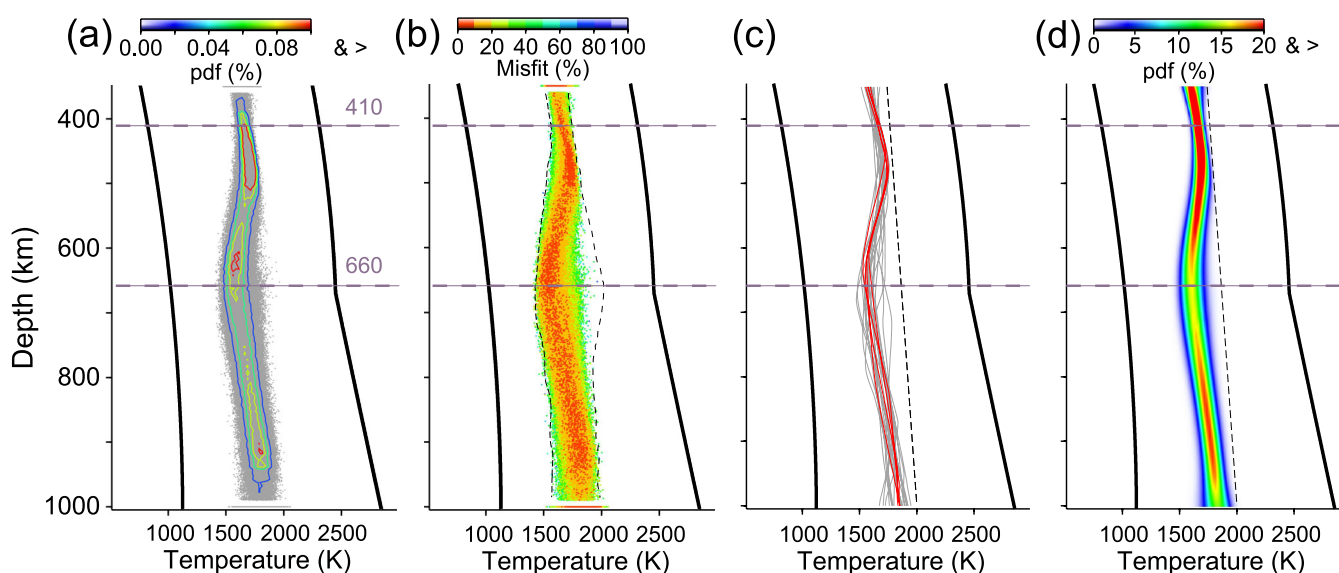 (a)
0.00 0.04 0.08 & >
pdf (%)
(b)
0 20 40 60 80 100
Misfit (%)
(c)
(d)
0 5 10 15 20 & >
pdf (%)
Depth (km)
400
600
800
1000
410
660
1000 1500 2000 2500
Temperature (K)
1000 1500 2000 2500
Temperature (K)
1000 1500 2000 2500
Temperature (K)
1000 1500 2000 2500
Temperature (K)